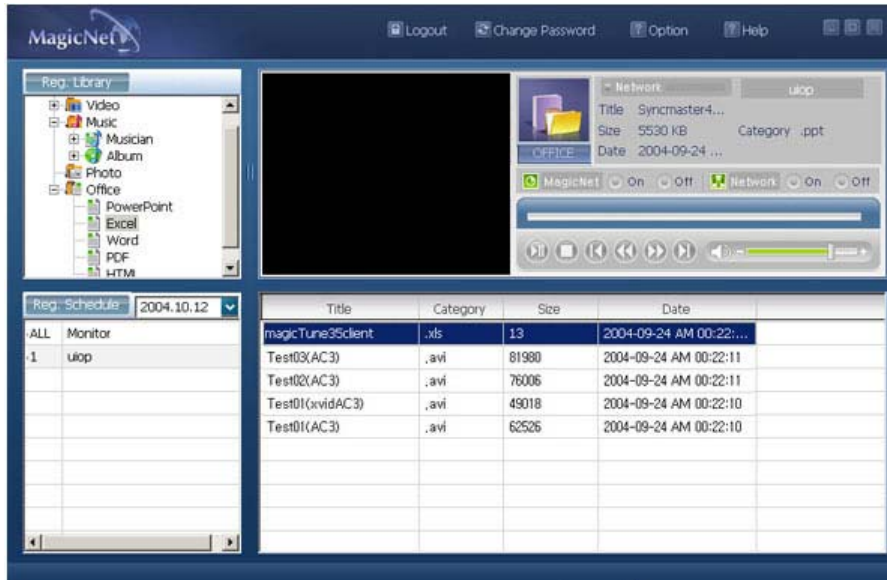 MagicNet
Logout Change Password Option Help
Reg. Library
Video
Music
Musician
Album
Photo
Office
PowerPoint
Excel
Word
PDF
HTML
OFFICE
Network uiop
Title Syncmaster4...
Size 5530 KB Category .ppt
Date 2004-09-24 ...
MagicNet On Off Network On Off
Reg. Schedule 2004.10.12
ALL Monitor
1 uiop
Title Category Size Date
magicTune35client .xls 13 2004-09-24 AM 00:22:...
Test03(AC3) .avi 81980 2004-09-24 AM 00:22:11
Test02(AC3) .avi 76006 2004-09-24 AM 00:22:11
Test01(xvidAC3) .avi 49018 2004-09-24 AM 00:22:10
Test01(AC3) .avi 62526 2004-09-24 AM 00:22:10